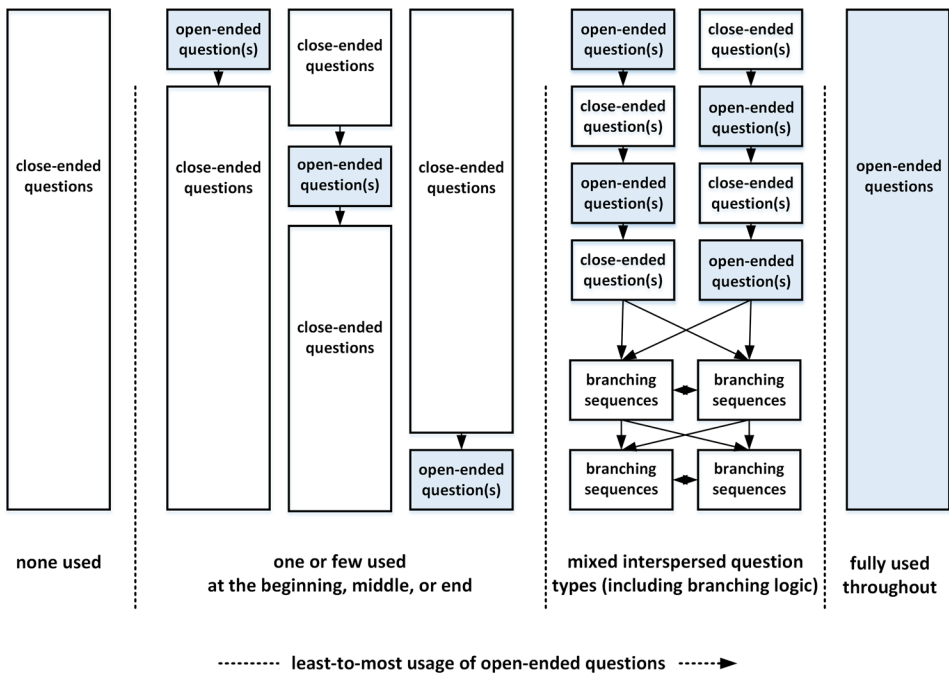 close-ended
questions
open-ended
question(s)
close-ended
questions
close-ended
questions
open-ended
question(s)
close-ended
questions
close-ended
questions
open-ended
question(s)
open-ended
question(s)
close-ended
question(s)
open-ended
question(s)
close-ended
question(s)
close-ended
question(s)
open-ended
question(s)
close-ended
question(s)
open-ended
question(s)
branching
sequences
branching
sequences
branching
sequences
branching
sequences
open-ended
questions
none used
one or few used
at the beginning, middle, or end
mixed interspersed question
types (including branching logic)
fully used
throughout
least-to-most usage of open-ended questions